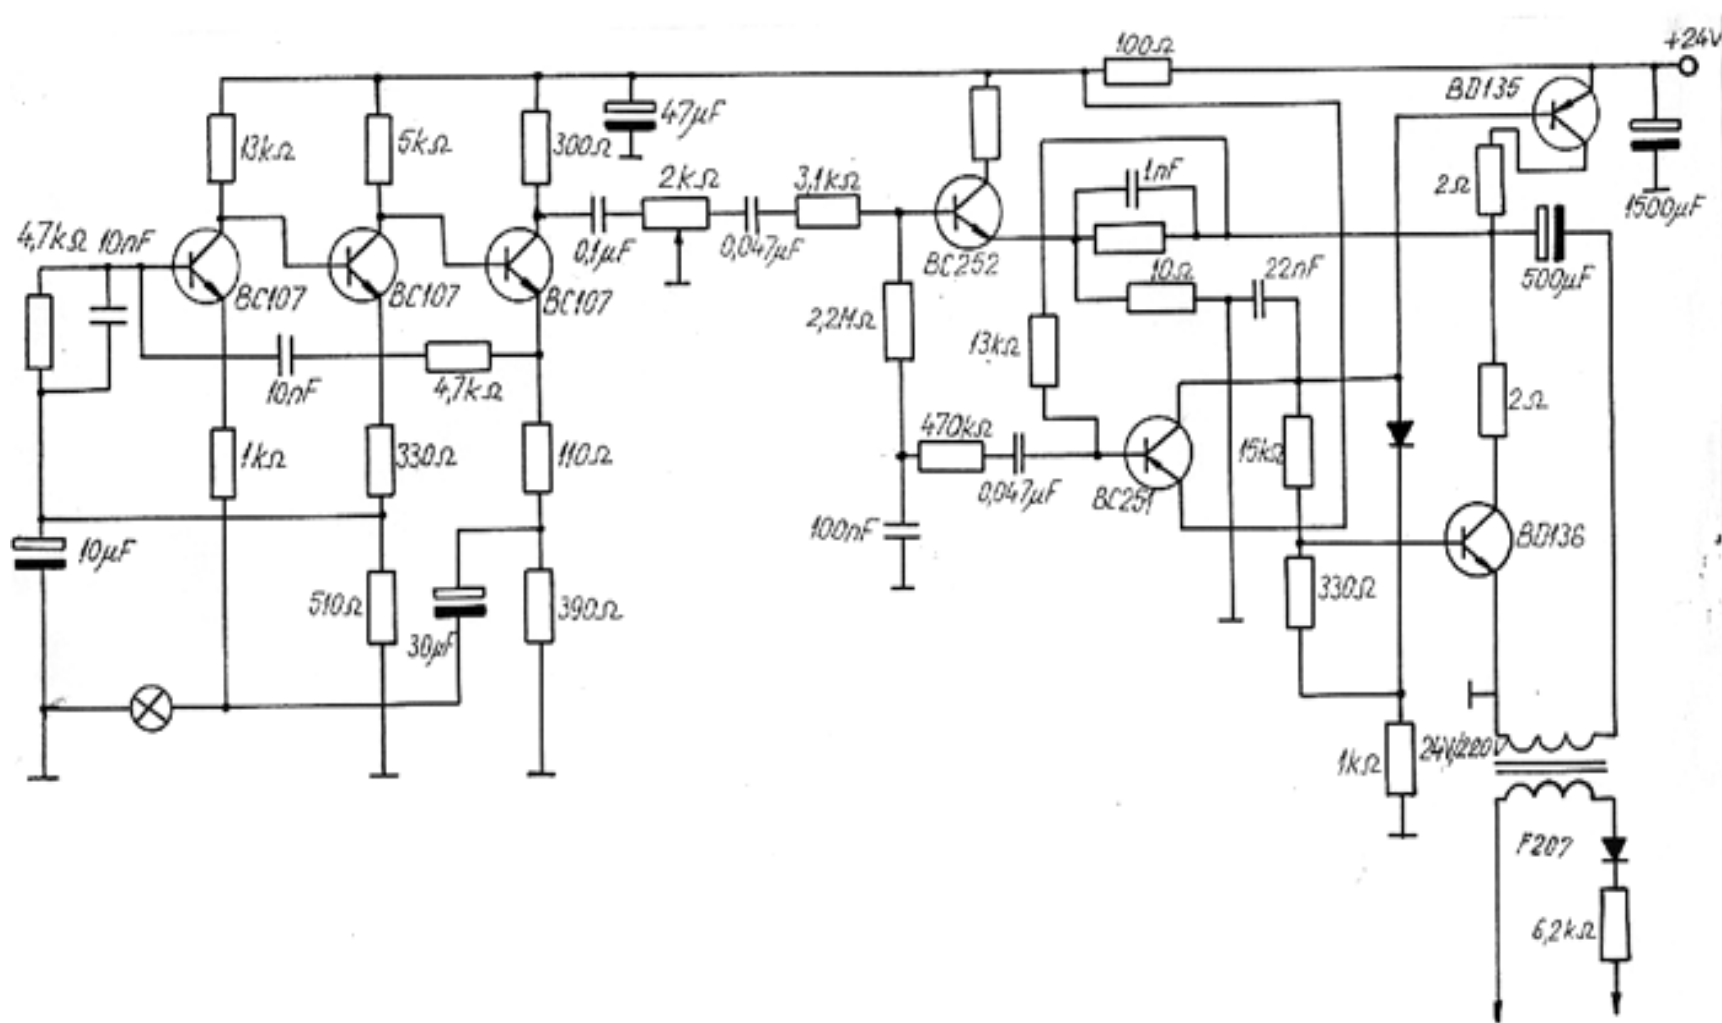 100Ω
+24V
BD135
47µF
13kΩ
5kΩ
300Ω
1nF
2kΩ
3,1kΩ
2Ω
1500µF
4,7kΩ
10nF
0,1µF
0,047µF
BC252
10Ω
22nF
500µF
BC107
BC107
BC107
2,2MΩ
13kΩ
10nF
4,7kΩ
2Ω
470kΩ
1kΩ
330Ω
110Ω
15kΩ
0,047µF
BC251
100nF
BD136
10µF
510Ω
30µF
390Ω
330Ω
1kΩ
24V/220V
F207
6,2kΩ